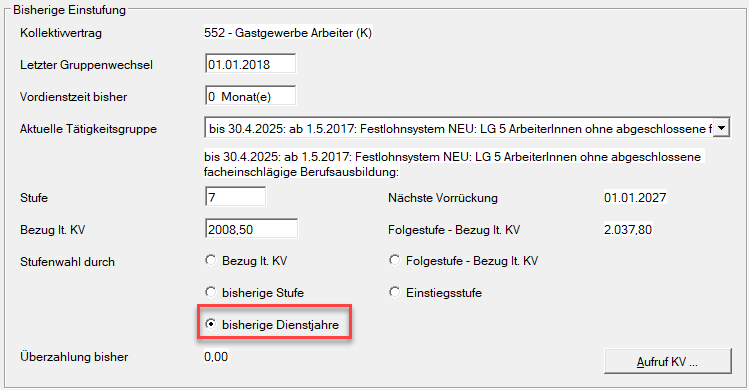 Bisherige Einstufung
Kollektivvertrag 552 - Gastgewerbe Arbeiter (K)
Letzter Gruppenwechsel 01.01.2018
Vordienstzeit bisher 0 Monat(e)
Aktuelle Tätigkeitsgruppe bis 30.4.2025: ab 1.5.2017: Festlohnsystem NEU: LG 5 ArbeiterInnen ohne abgeschlossene f
bis 30.4.2025: ab 1.5.2017: Festlohnsystem NEU: LG 5 ArbeiterInnen ohne abgeschlossene
facheinschlägige Berufsausbildung:
Stufe 7 Nächste Vorrückung 01.01.2027
Bezug lt. KV 2008,50 Folgestufe - Bezug lt. KV 2.037,80
Stufenwahl durch Bezug lt. KV Folgestufe - Bezug lt. KV
bisherige Stufe Einstiegsstufe
bisherige Dienstjahre
Überzahlung bisher 0,00 Aufruf KV ...